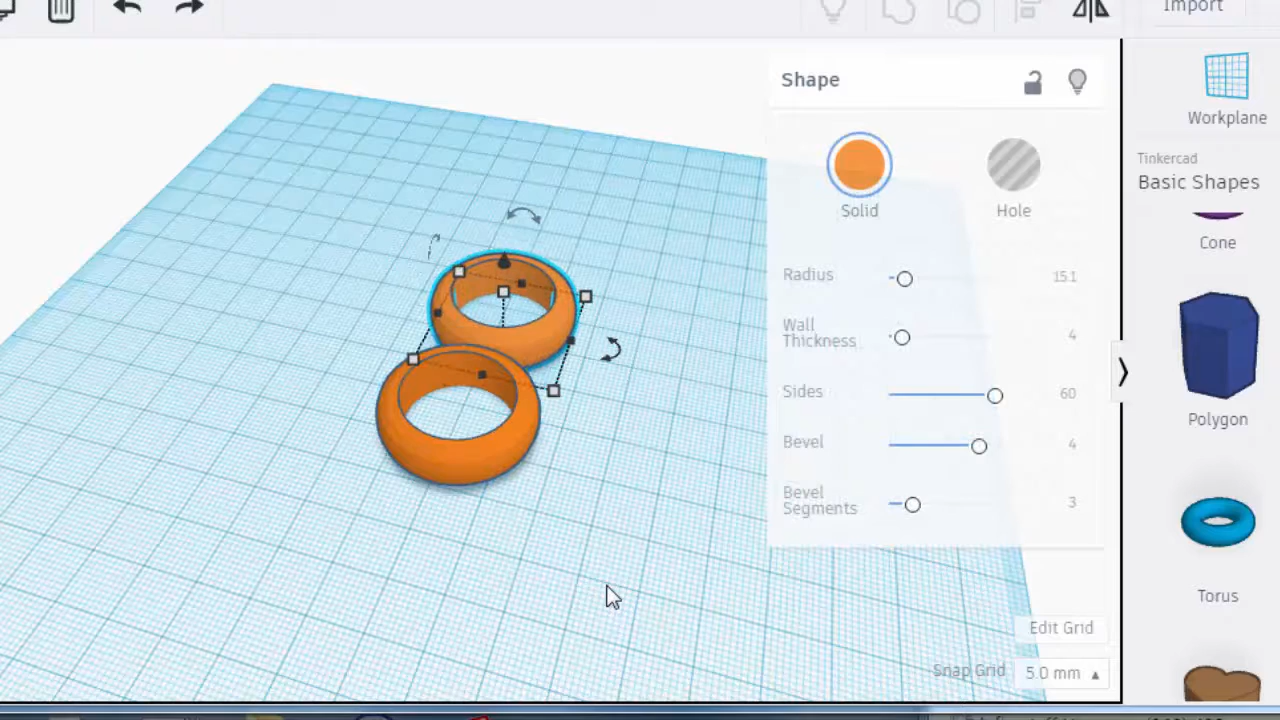 Import
Shape
Workplane
Tinkercad
Basic Shapes
Solid
Hole
Cone
Radius
15.1
Wall
Thickness
4
Sides
60
Polygon
Bevel
4
Bevel
Segments
3
Torus
Edit Grid
Snap Grid
5.0 mm